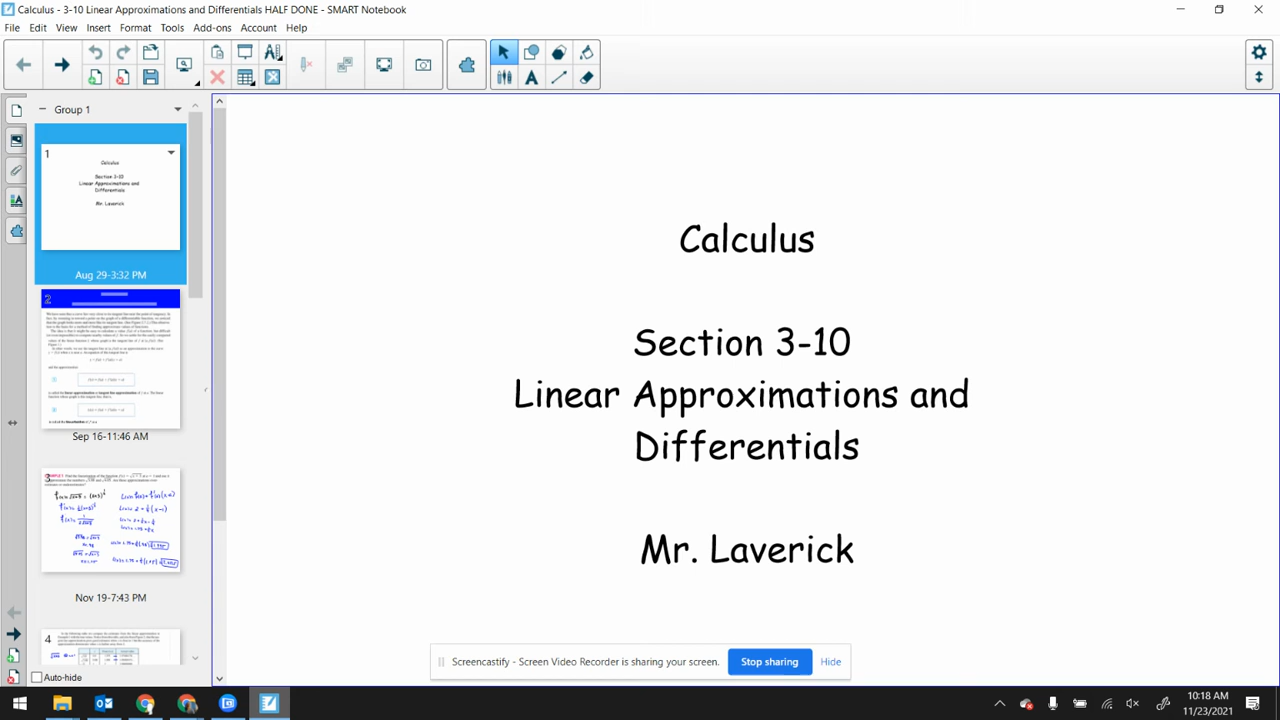 Calculus - 3-10 Linear Approximations and Differentials HALF DONE - SMART Notebook
File Edit View Insert Format Tools Add-ons Account Help
Group 1
1
Calculus
Section 3-10
Linear Approximations and
Differentials
Mr. Laverick
Aug 29-3:32 PM
2
Sep 16-11:46 AM
3
Nov 19-7:43 PM
4
Auto-hide
Calculus
Section 3-10
Linear Approximations and
Differentials
Mr. Laverick
Screencastify - Screen Video Recorder is sharing your screen.
Stop sharing
Hide
10:18 AM
11/23/2021